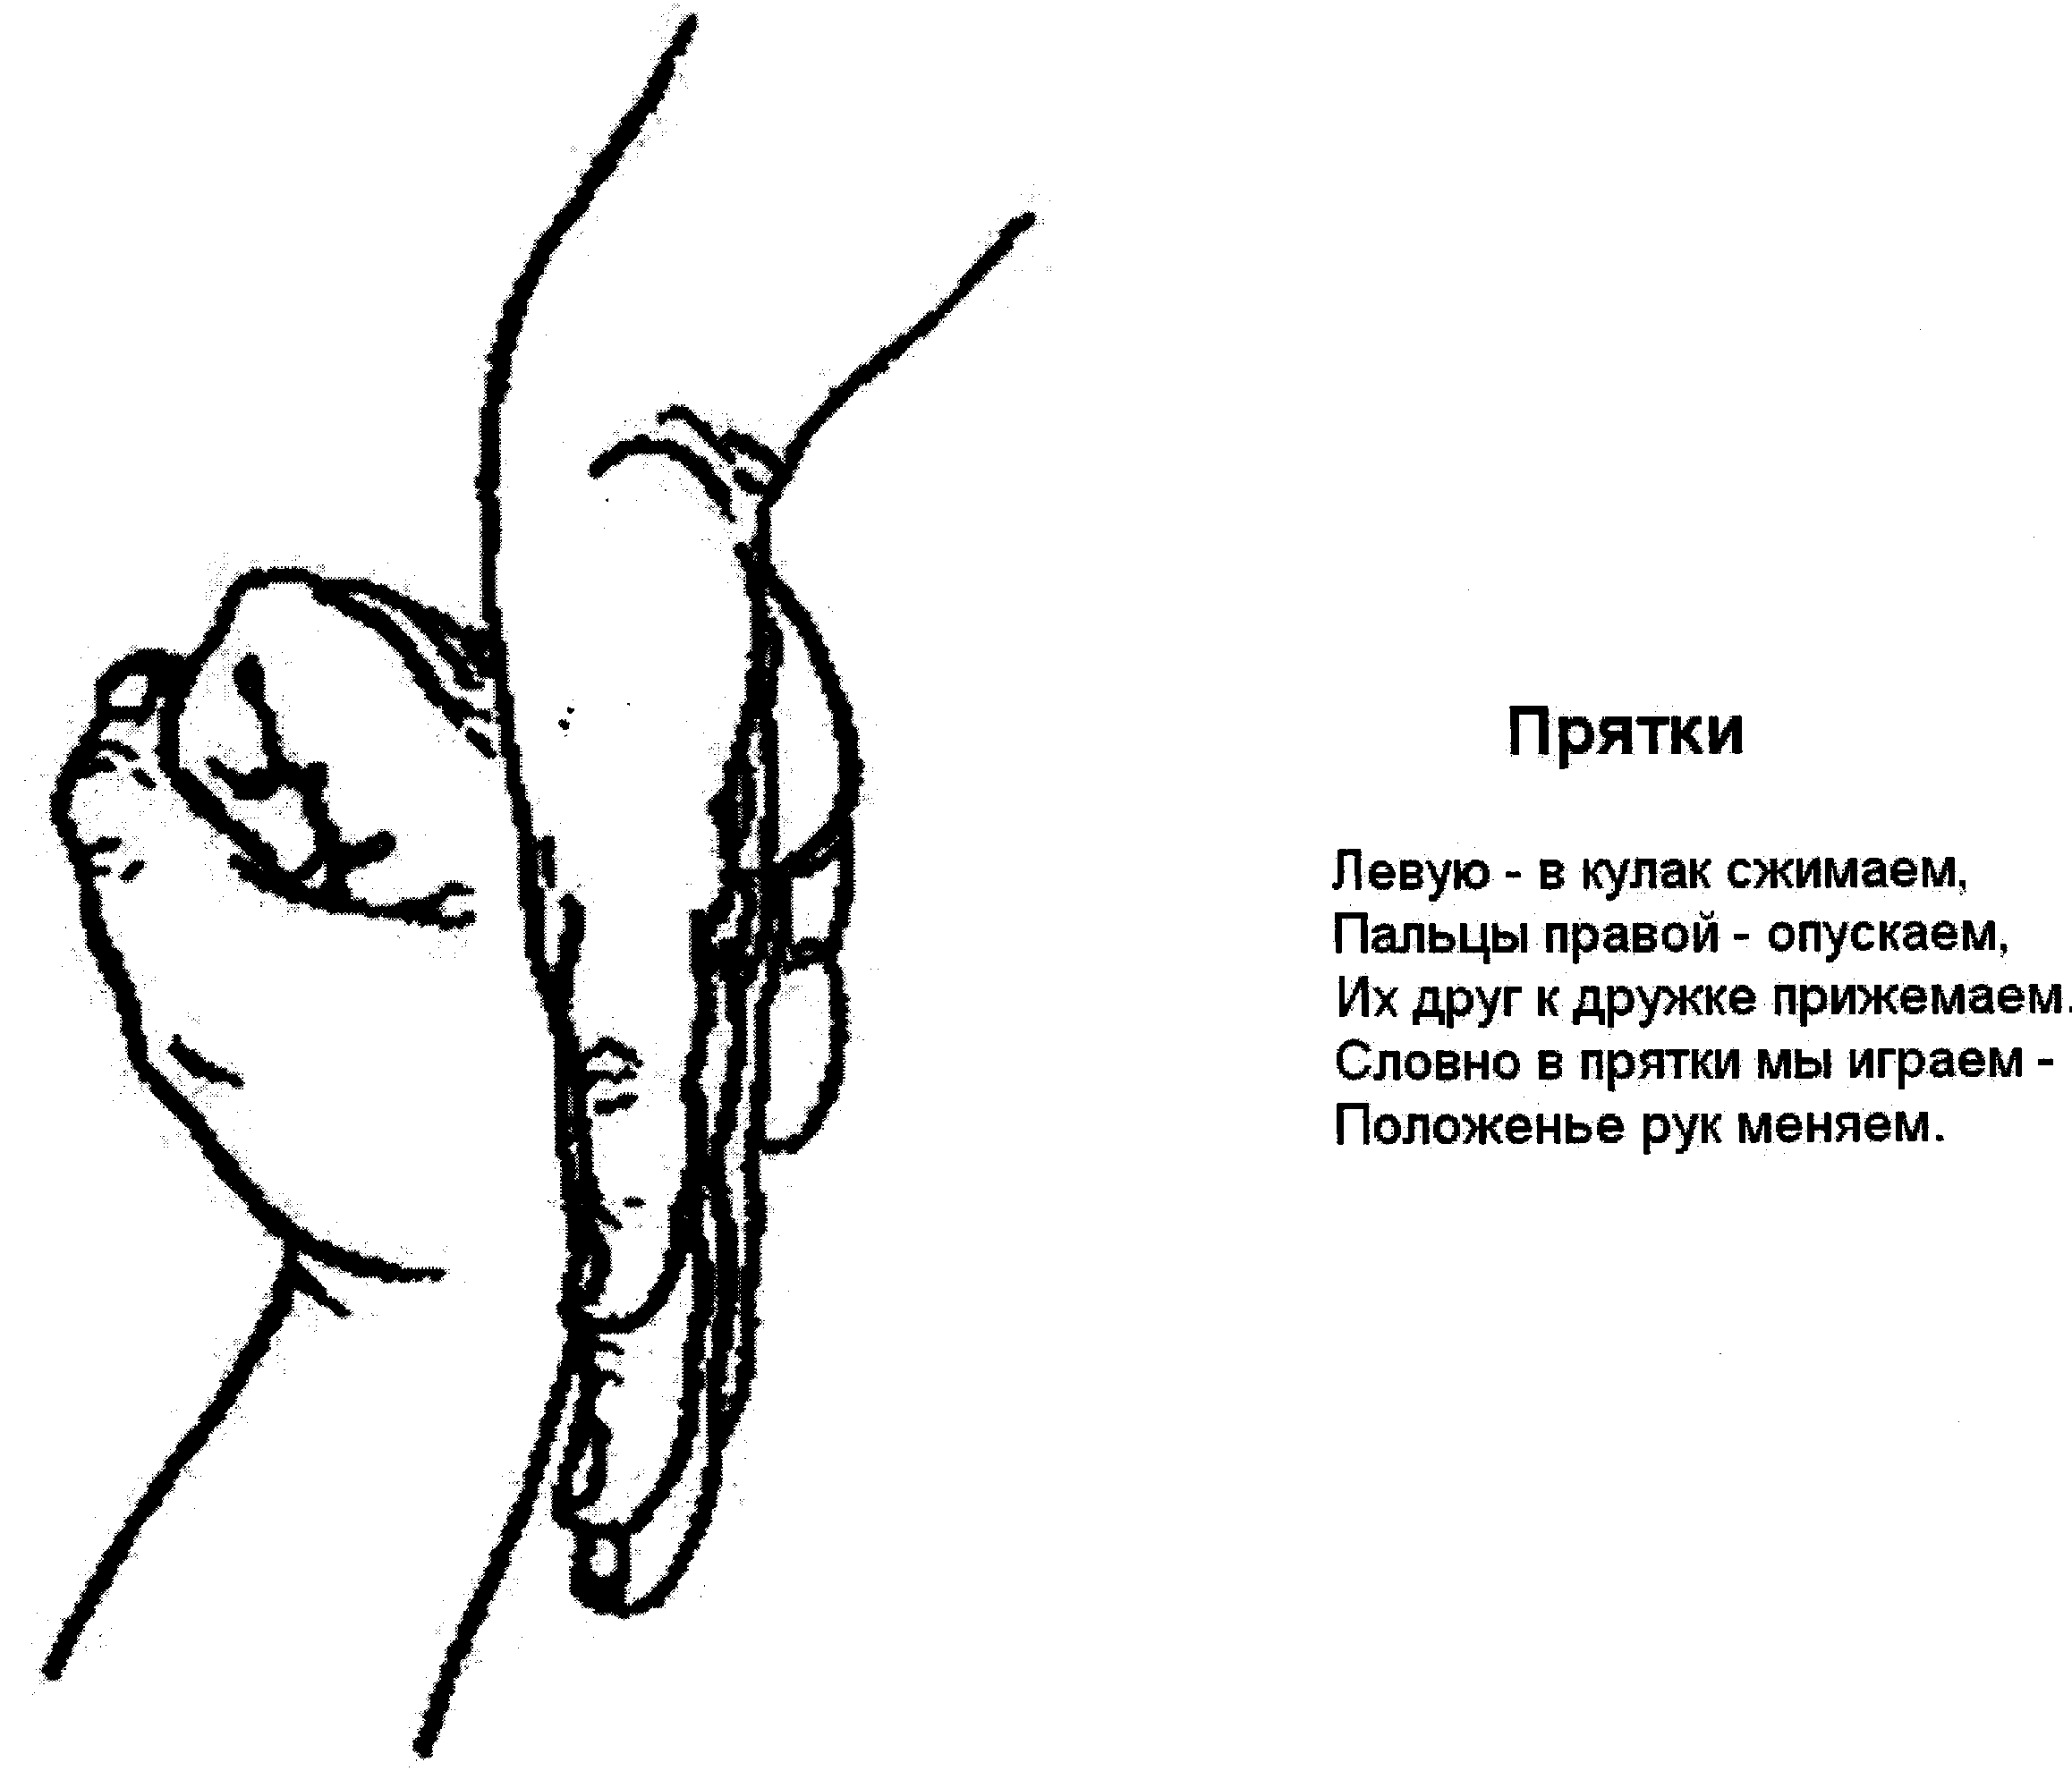 Прятки
Левую - в кулак сжимаем,
Пальцы правой - опускаем,
Их друг к дружке прижемаем.
Словно в прятки мы играем -
Положенье рук меняем.